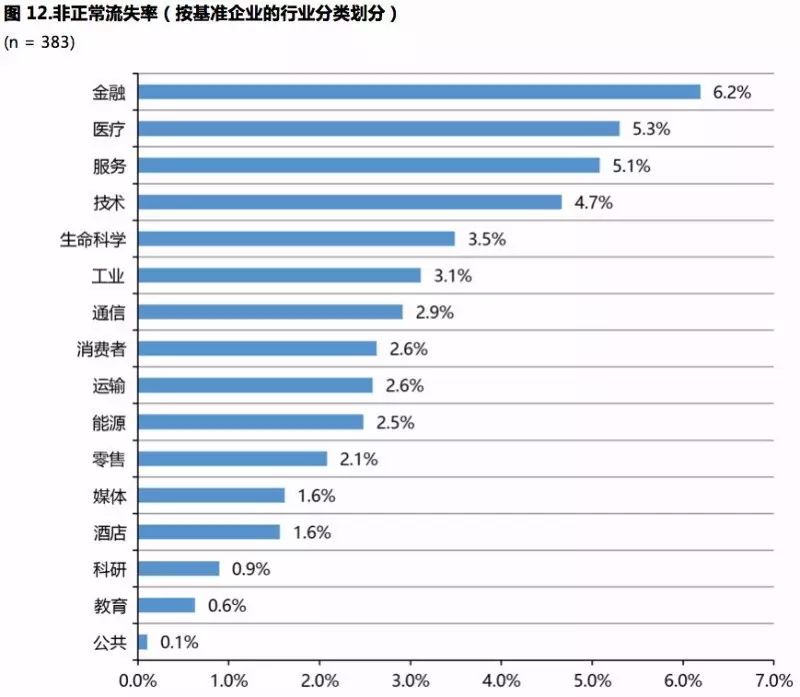 图 12.非正常流失率（按基准企业的行业分类划分）
(n = 383)
金融 6.2%
医疗 5.3%
服务 5.1%
技术 4.7%
生命科学 3.5%
工业 3.1%
通信 2.9%
消费者 2.6%
运输 2.6%
能源 2.5%
零售 2.1%
媒体 1.6%
酒店 1.6%
科研 0.9%
教育 0.6%
公共 0.1%
0.0% 1.0% 2.0% 3.0% 4.0% 5.0% 6.0% 7.0%